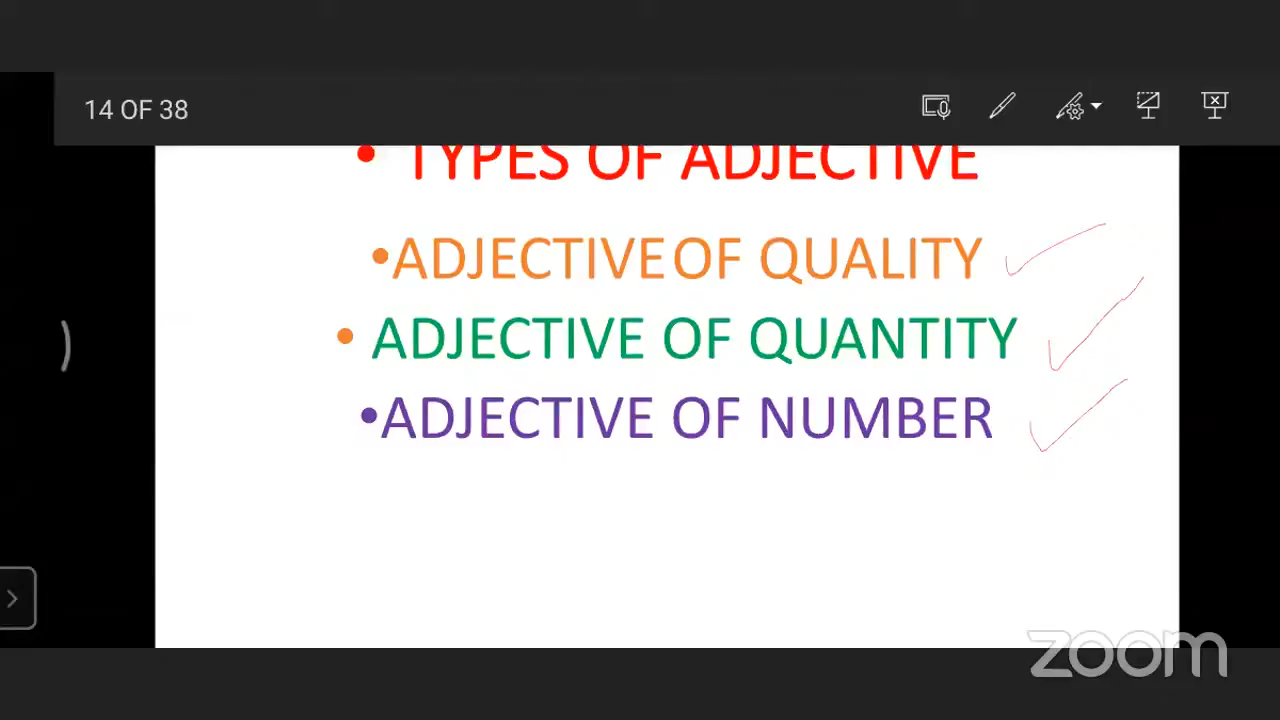 14 OF 38
• TYPES OF ADJECTIVE
•ADJECTIVE OF QUALITY
• ADJECTIVE OF QUANTITY
•ADJECTIVE OF NUMBER
zoom